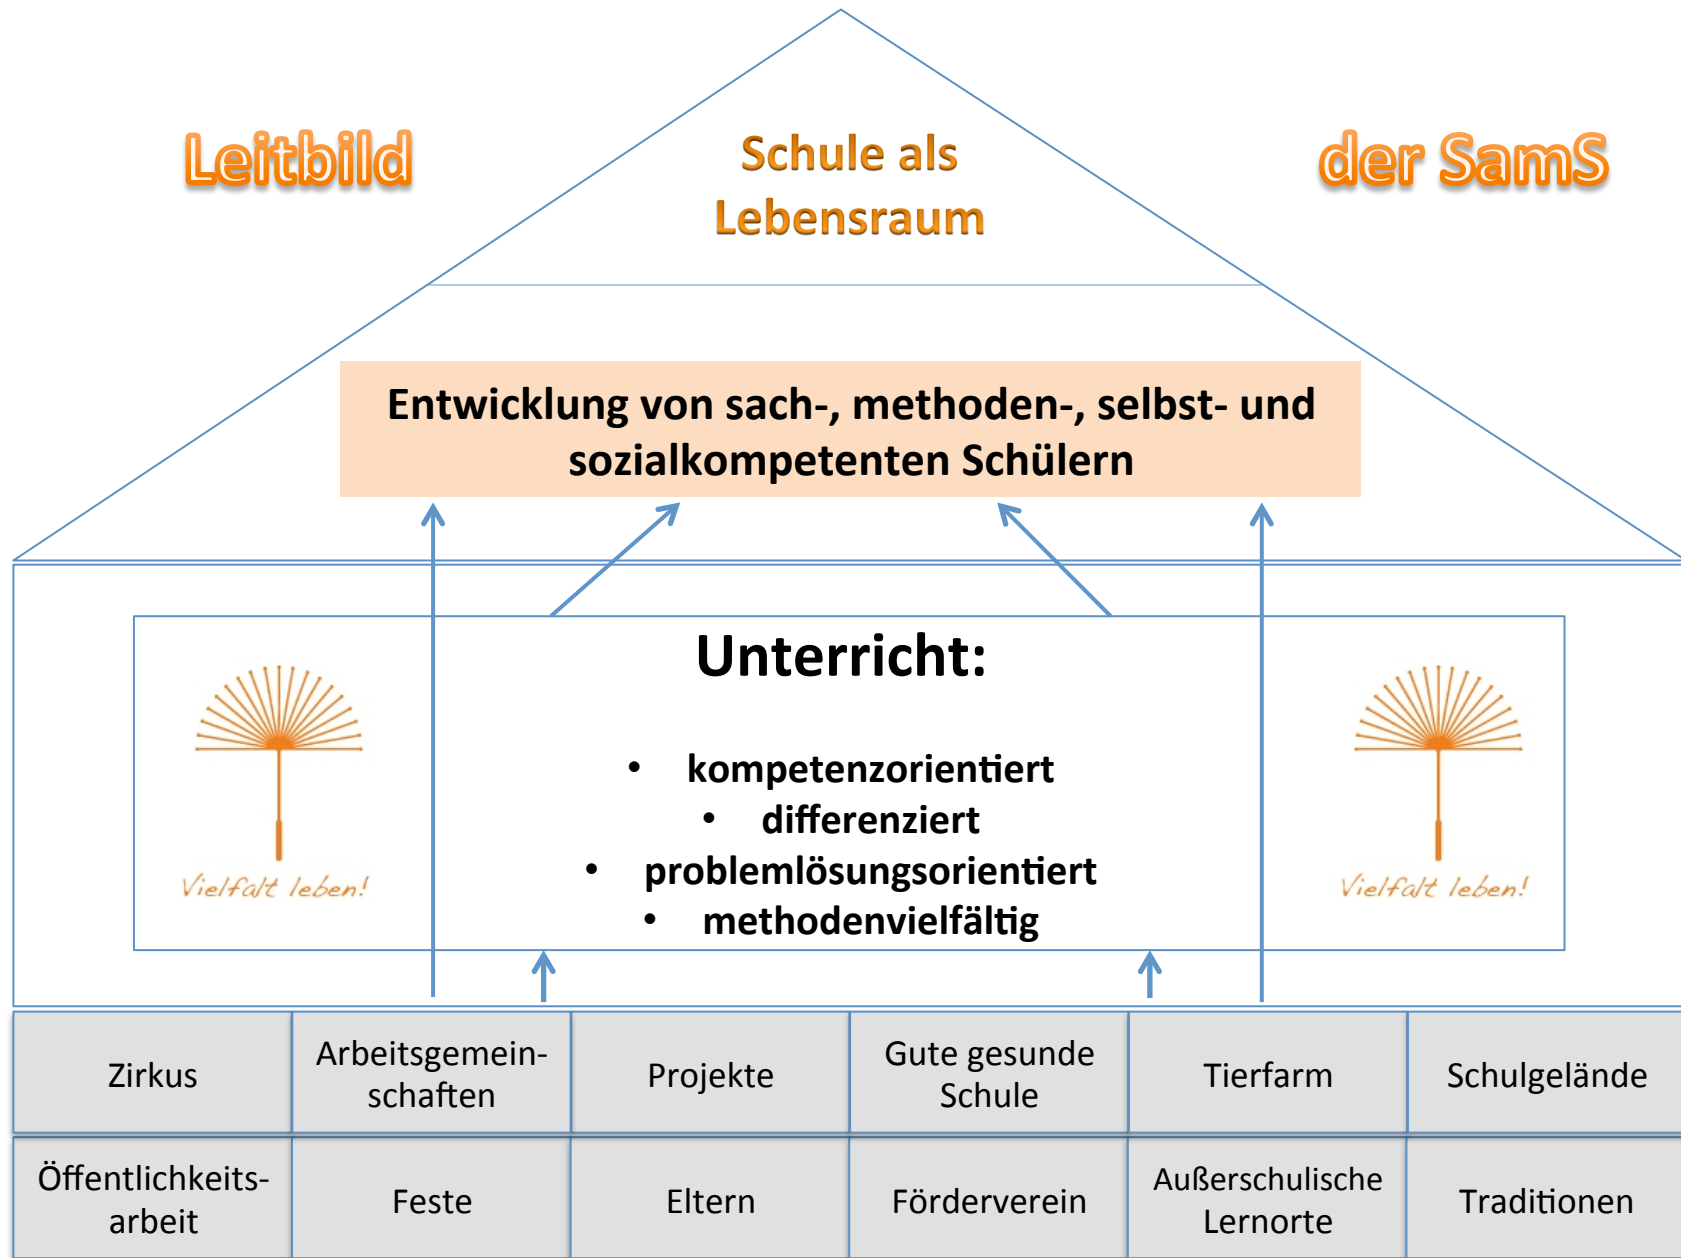 Leitbild
Schule als
Lebensraum
der SamS
Entwicklung von sach-, methoden-, selbst- und
sozialkompetenten Schülern
Unterricht:
• kompetenzorientiert
• differenziert
• problemlösungsorientiert
• methodenvielfältig
Vielfalt leben!
Vielfalt leben!
Zirkus
Arbeitsgemein-
schaften
Projekte
Gute gesunde
Schule
Tierfarm
Schulgelände
Öffentlichkeits-
arbeit
Feste
Eltern
Förderverein
Außerschulische
Lernorte
Traditionen